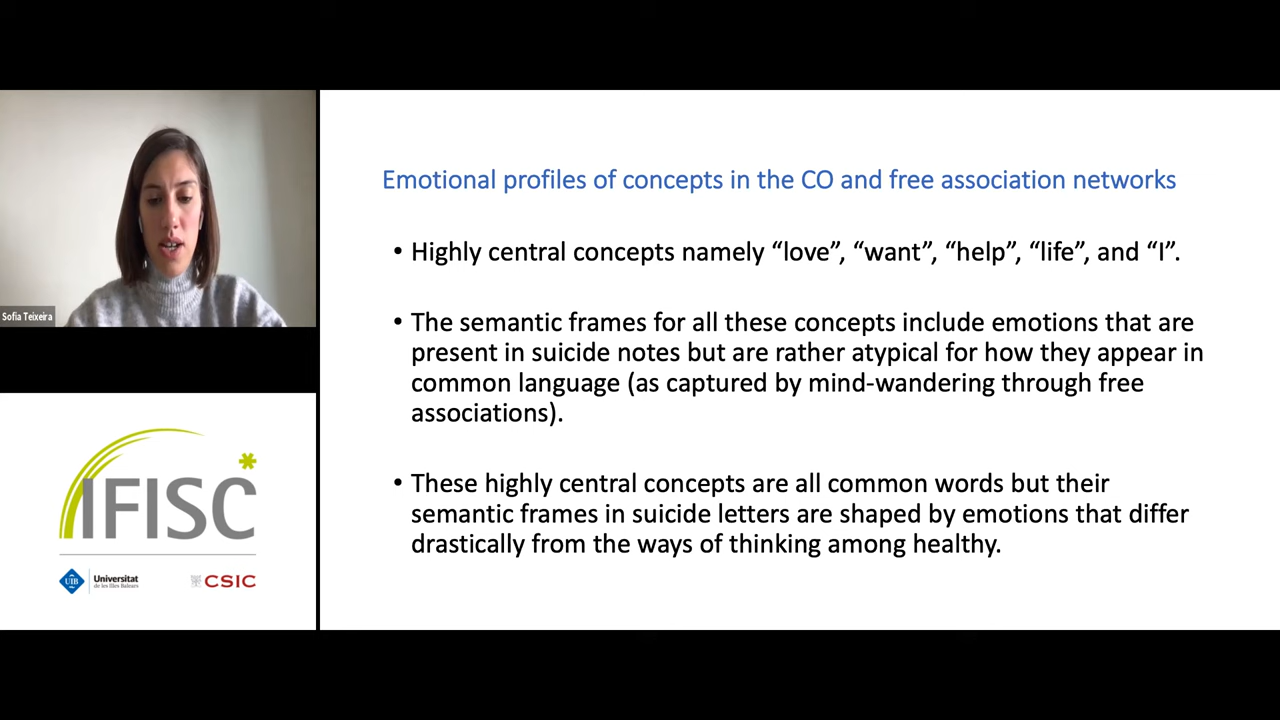 Emotional profiles of concepts in the CO and free association networks
• Highly central concepts namely “love”, “want”, “help”, “life”, and “I”.
• The semantic frames for all these concepts include emotions that are
present in suicide notes but are rather atypical for how they appear in
common language (as captured by mind-wandering through free
associations).
• These highly central concepts are all common words but their
semantic frames in suicide letters are shaped by emotions that differ
drastically from the ways of thinking among healthy.
Sofia Teixeira
IFISC
UIB
Universitat
de les Illes Balears
CSIC